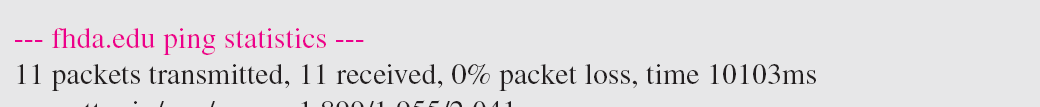 --- fhda.edu ping statistics ---
11 packets transmitted, 11 received, 0% packet loss, time 10103ms